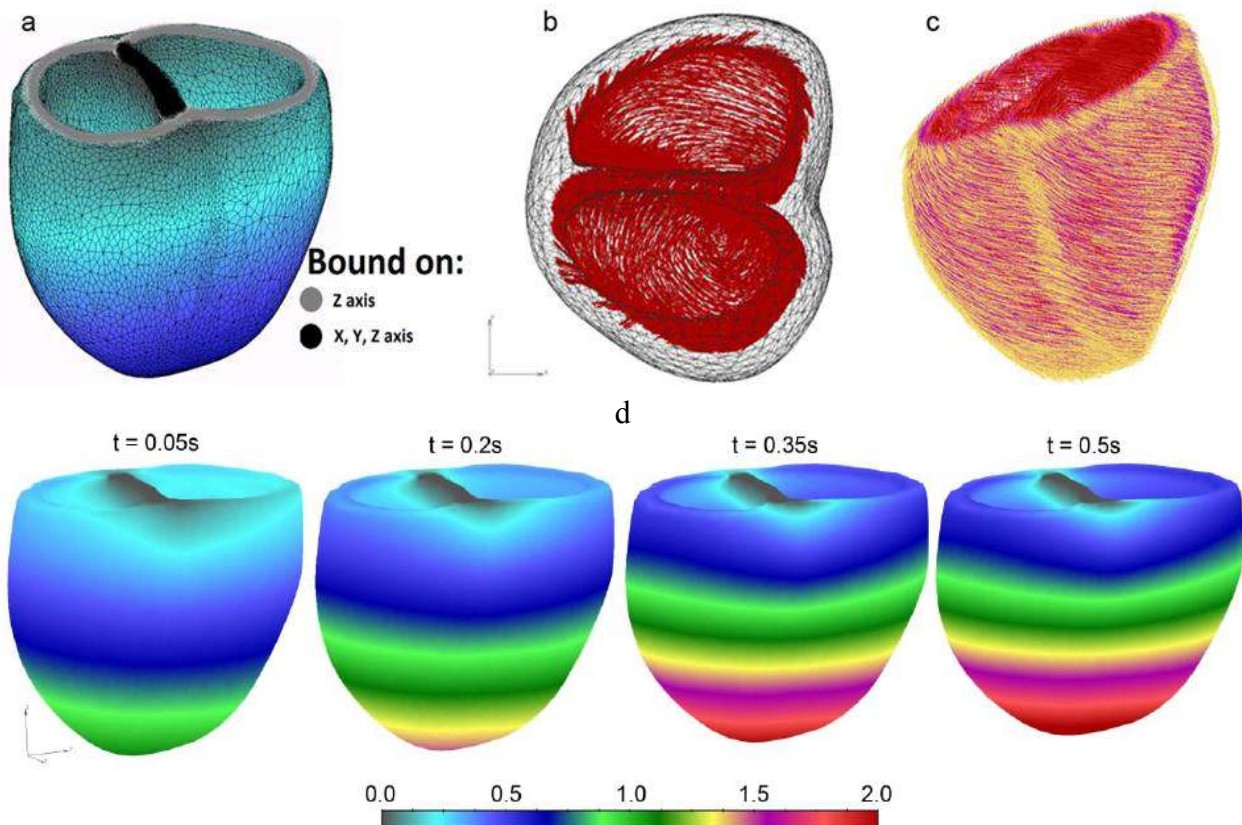 a
b
c
Bound on:
Z axis
X, Y, Z axis
d
t = 0.05s
t = 0.2s
t = 0.35s
t = 0.5s
0.0 0.5 1.0 1.5 2.0